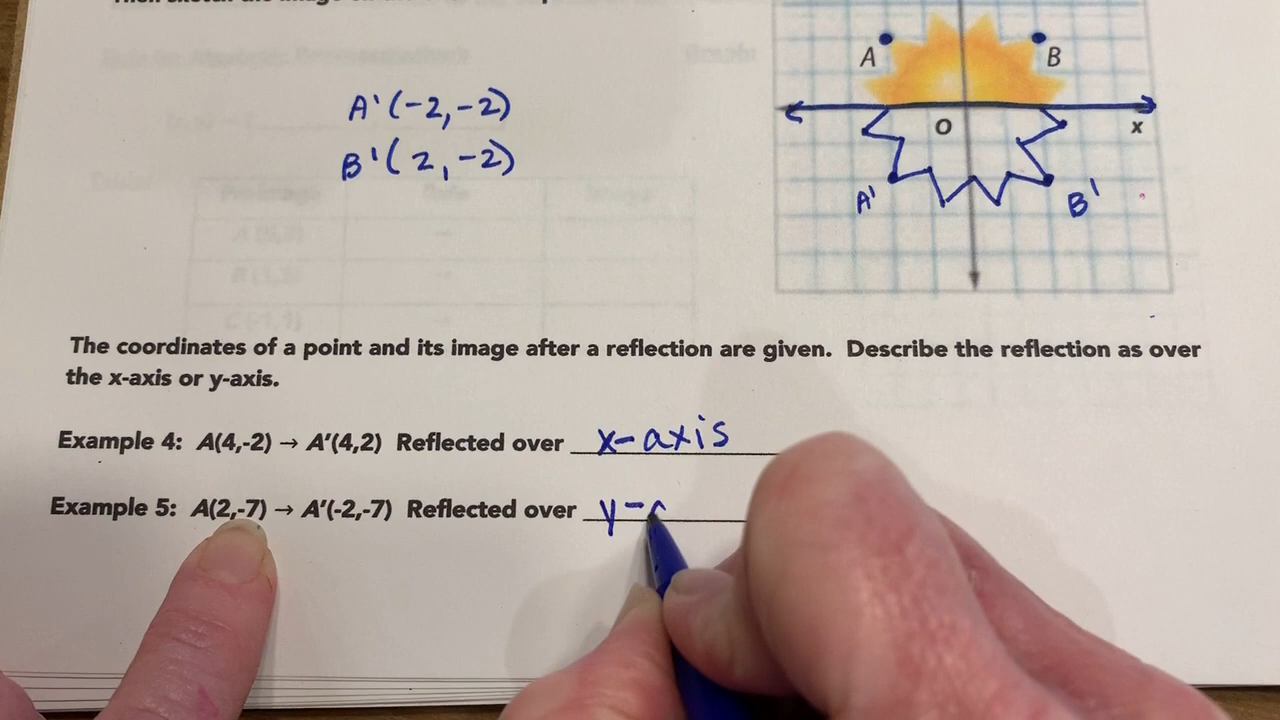 A'(-2,-2)
B'(2,-2)
A
B
O
x
A'
B'
The coordinates of a point and its image after a reflection are given. Describe the reflection as over
the x-axis or y-axis.
Example 4: A(4,-2) → A'(4,2) Reflected over x-axis
Example 5: A(2,-7) → A'(-2,-7) Reflected over y-a